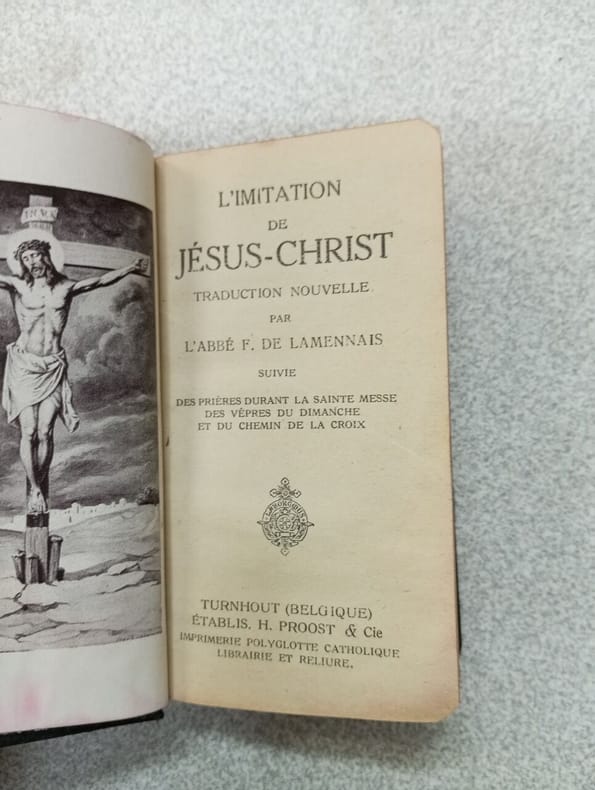 L'IMITATION
DE
JÉSUS-CHRIST
TRADUCTION NOUVELLE
PAR
L'ABBÉ F. DE LAMENNAIS
SUIVIE
DES PRIÈRES DURANT LA SAINTE MESSE
DES VÊPRES DU DIMANCHE
ET DU CHEMIN DE LA CROIX
TURNHOUT (BELGIQUE)
ÉTABLIS. H. PROOST & Cie
IMPRIMERIE POLYGLOTTE CATHOLIQUE
LIBRAIRIE ET RELIURE.